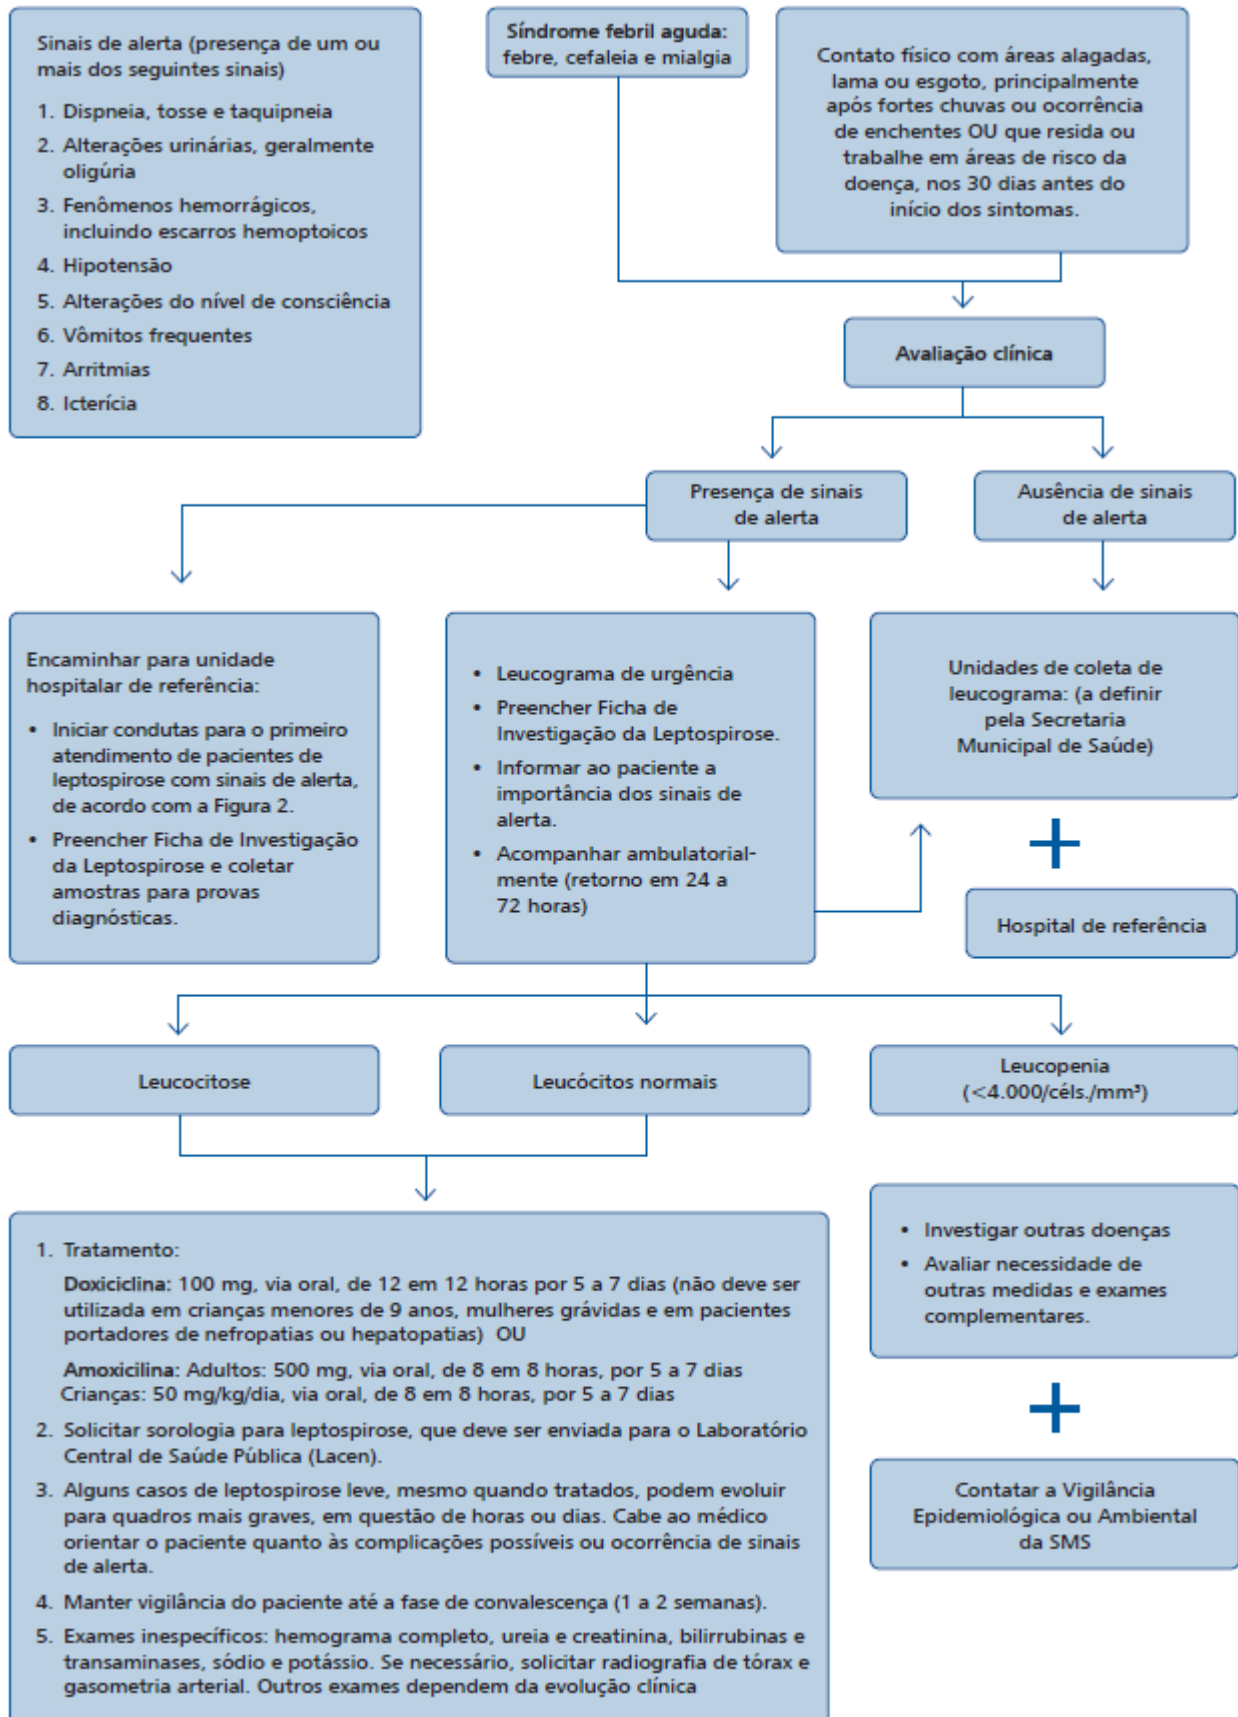 Sinais de alerta (presença de um ou
mais dos seguintes sinais)
1. Dispneia, tosse e taquipneia
2. Alterações urinárias, geralmente
oligúria
3. Fenômenos hemorrágicos,
incluindo escarros hemoptoicos
4. Hipotensão
5. Alterações do nível de consciência
6. Vômitos frequentes
7. Arritmias
8. Icterícia
Síndrome febril aguda:
febre, cefaleia e mialgia
Contato físico com áreas alagadas,
lama ou esgoto, principalmente
após fortes chuvas ou ocorrência
de enchentes OU que resida ou
trabalhe em áreas de risco da
doença, nos 30 dias antes do
início dos sintomas.
Avaliação clínica
Presença de sinais
de alerta
Ausência de sinais
de alerta
Encaminhar para unidade
hospitalar de referência:
• Iniciar condutas para o primeiro
atendimento de pacientes de
leptospirose com sinais de alerta,
de acordo com a Figura 2.
• Preencher Ficha de Investigação
da Leptospirose e coletar
amostras para provas
diagnósticas.
• Leucograma de urgência
• Preencher Ficha de
Investigação da Leptospirose.
• Informar ao paciente a
importância dos sinais de
alerta.
• Acompanhar ambulatorial-
mente (retorno em 24 a
72 horas)
Unidades de coleta de
leucograma: (a definir
pela Secretaria
Municipal de Saúde)
+
Hospital de referência
Leucocitose
Leucócitos normais
Leucopenia
(<4.000/céls./mm³)
1. Tratamento:
Doxiciclina: 100 mg, via oral, de 12 em 12 horas por 5 a 7 dias (não deve ser
utilizada em crianças menores de 9 anos, mulheres grávidas e em pacientes
portadores de nefropatias ou hepatopatias) OU
Amoxicilina: Adultos: 500 mg, via oral, de 8 em 8 horas, por 5 a 7 dias
Crianças: 50 mg/kg/dia, via oral, de 8 em 8 horas, por 5 a 7 dias
2. Solicitar sorologia para leptospirose, que deve ser enviada para o Laboratório
Central de Saúde Pública (Lacen).
3. Alguns casos de leptospirose leve, mesmo quando tratados, podem evoluir
para quadros mais graves, em questão de horas ou dias. Cabe ao médico
orientar o paciente quanto às complicações possíveis ou ocorrência de sinais
de alerta.
4. Manter vigilância do paciente até a fase de convalescença (1 a 2 semanas).
5. Exames inespecíficos: hemograma completo, ureia e creatinina, bilirrubinas e
transaminases, sódio e potássio. Se necessário, solicitar radiografia de tórax e
gasometria arterial. Outros exames dependem da evolução clínica
• Investigar outras doenças
• Avaliar necessidade de
outras medidas e exames
complementares.
+
Contatar a Vigilância
Epidemiológica ou Ambiental
da SMS